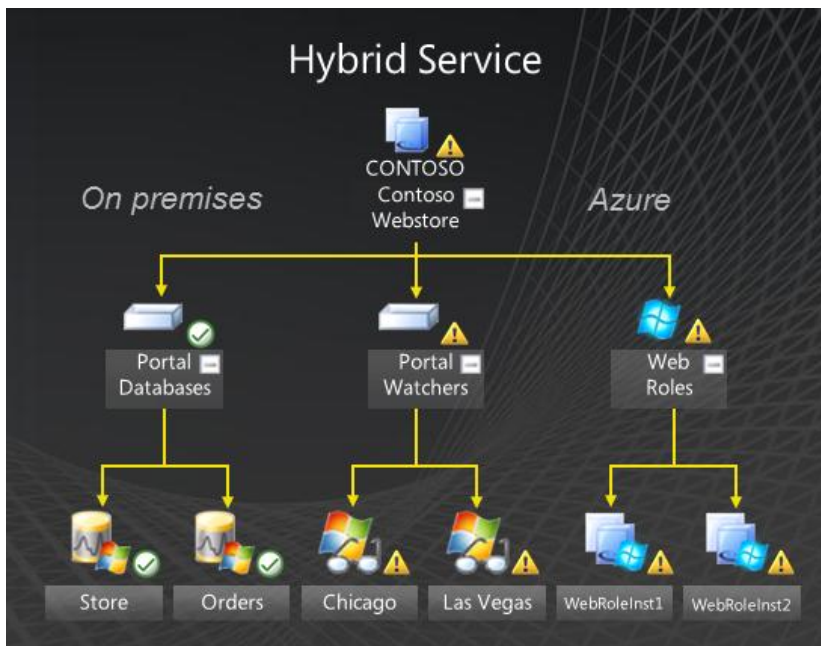 Hybrid Service
CONTOSO
Contoso
Webstore
On premises
Azure
Portal
Databases
Portal
Watchers
Web
Roles
Store
Orders
Chicago
Las Vegas
WebRoleInst1
WebRoleInst2